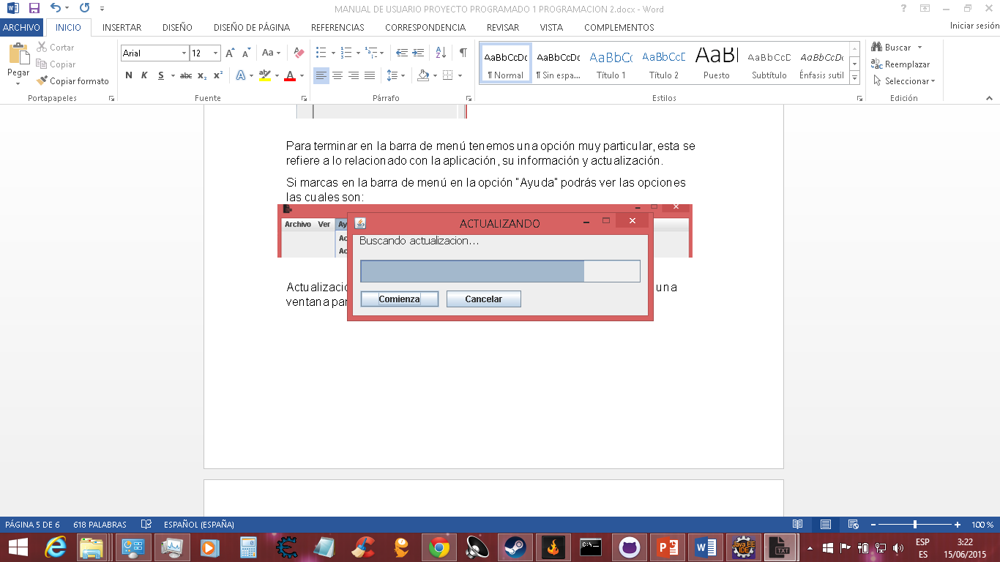 MANUAL DE USUARIO PROYECTO PROGRAMADO 1 PROGRAMACION 2.docx - Word
ARCHIVO INICIO INSERTAR DISEÑO DISEÑO DE PÁGINA REFERENCIAS CORRESPONDENCIA REVISAR VISTA COMPLEMENTOS Iniciar sesión
Pegar
Cortar
Copiar
Copiar formato
Portapapeles
Arial 12
N K S abc x₂ x²
Fuente
Párrafo
AaBbCcDc AaBbCcDc AaBbCc AaBbCcD AaB AaBbCcD AaBbCcDc
¶ Normal ¶ Sin espa... Título 1 Título 2 Puesto Subtítulo Énfasis sutil
Estilos
Buscar
Reemplazar
Seleccionar
Edición
Para terminar en la barra de menú tenemos una opción muy particular, esta se
refiere a lo relacionado con la aplicación, su información y actualización.
Si marcas en la barra de menú en la opción "Ayuda" podrás ver las opciones
las cuales son:
Archivo Ver Ay
Ac
Ac
ACTUALIZANDO
Buscando actualizacion...
Comienza Cancelar
Actualizacio una
ventana par
PÁGINA 5 DE 6 618 PALABRAS ESPAÑOL (ESPAÑA) 100 %
Java EE
IDE
TXT
ESP
ES
3:22
15/06/2015